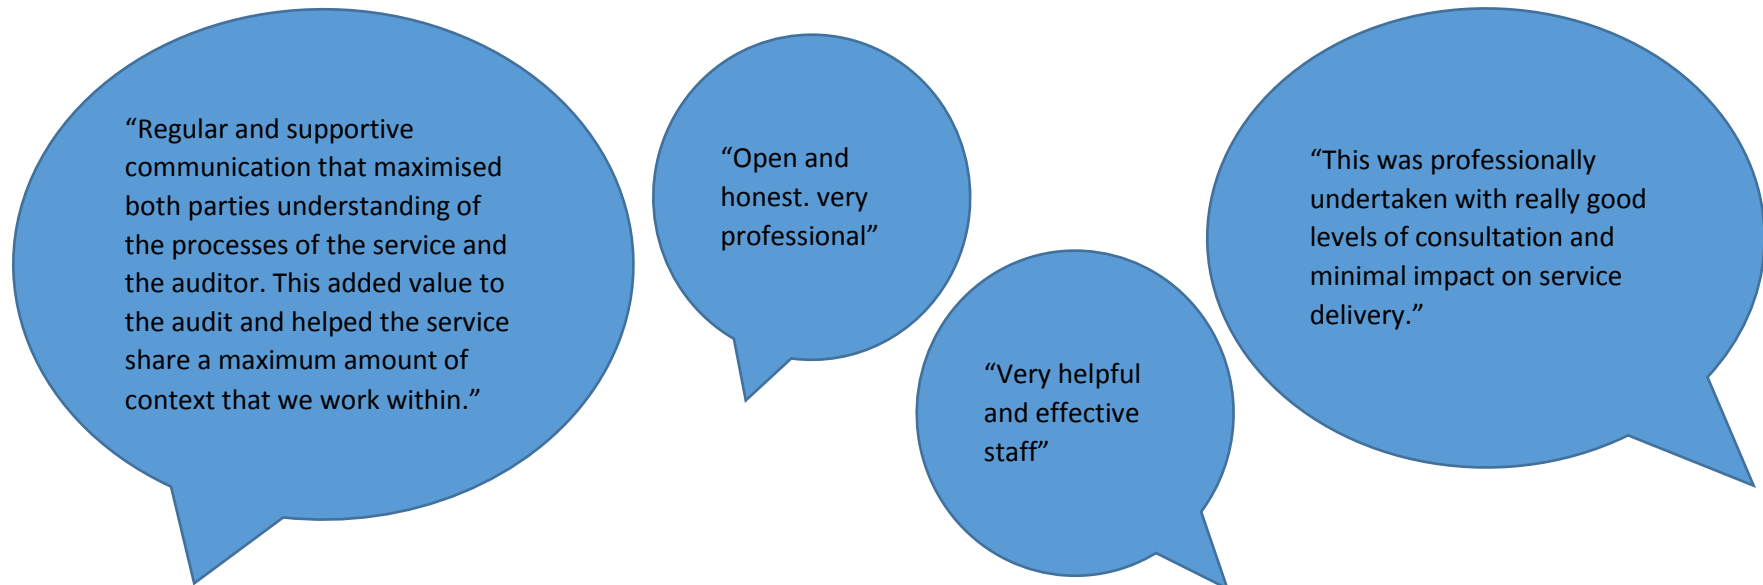 “Regular and supportive
communication that maximised
both parties understanding of
the processes of the service and
the auditor. This added value to
the audit and helped the service
share a maximum amount of
context that we work within.”
“Open and
honest. very
professional”
“Very helpful
and effective
staff”
“This was professionally
undertaken with really good
levels of consultation and
minimal impact on service
delivery.”